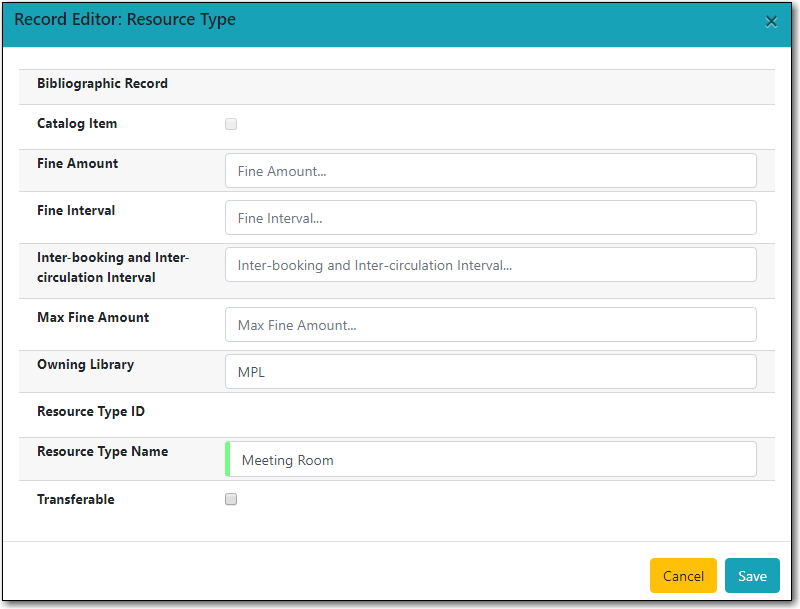 Record Editor: Resource Type
×
Bibliographic Record
Catalog Item
Fine Amount
Fine Amount...
Fine Interval
Fine Interval...
Inter-booking and Inter-
circulation Interval
Inter-booking and Inter-circulation Interval...
Max Fine Amount
Max Fine Amount...
Owning Library
MPL
Resource Type ID
Resource Type Name
Meeting Room
Transferable
Cancel
Save